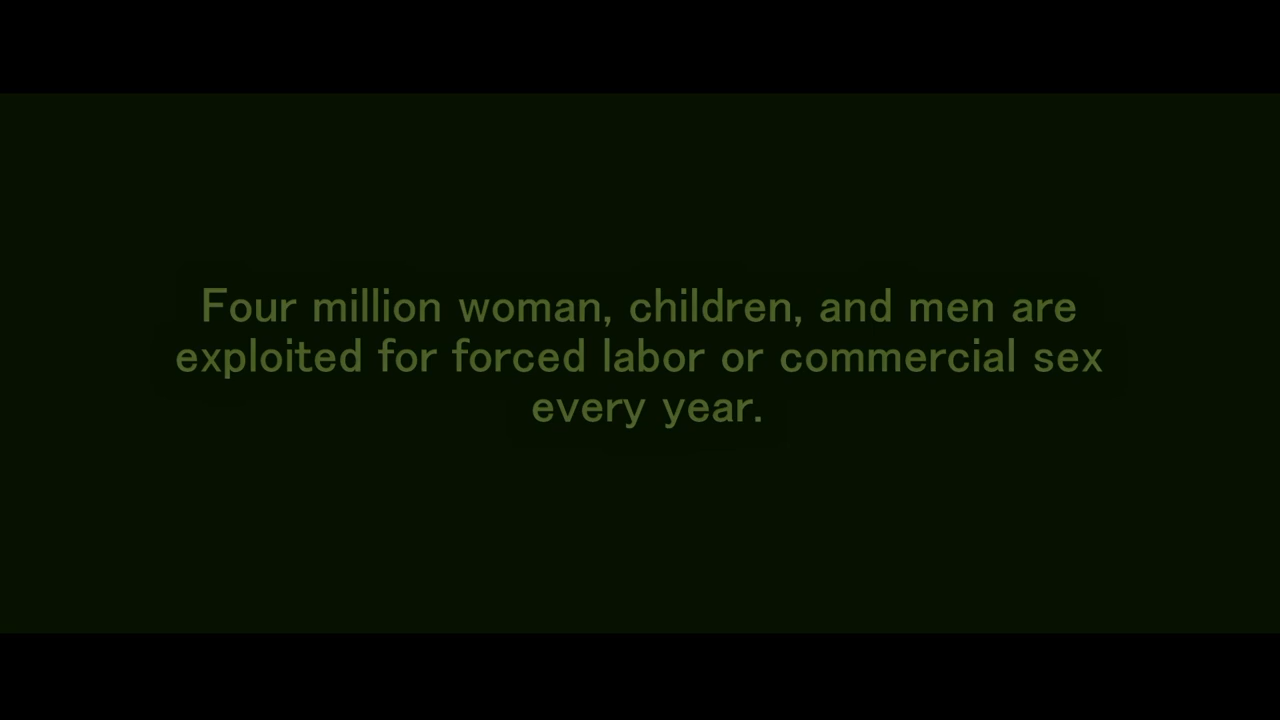 Four million woman, children, and men are
exploited for forced labor or commercial sex
every year.